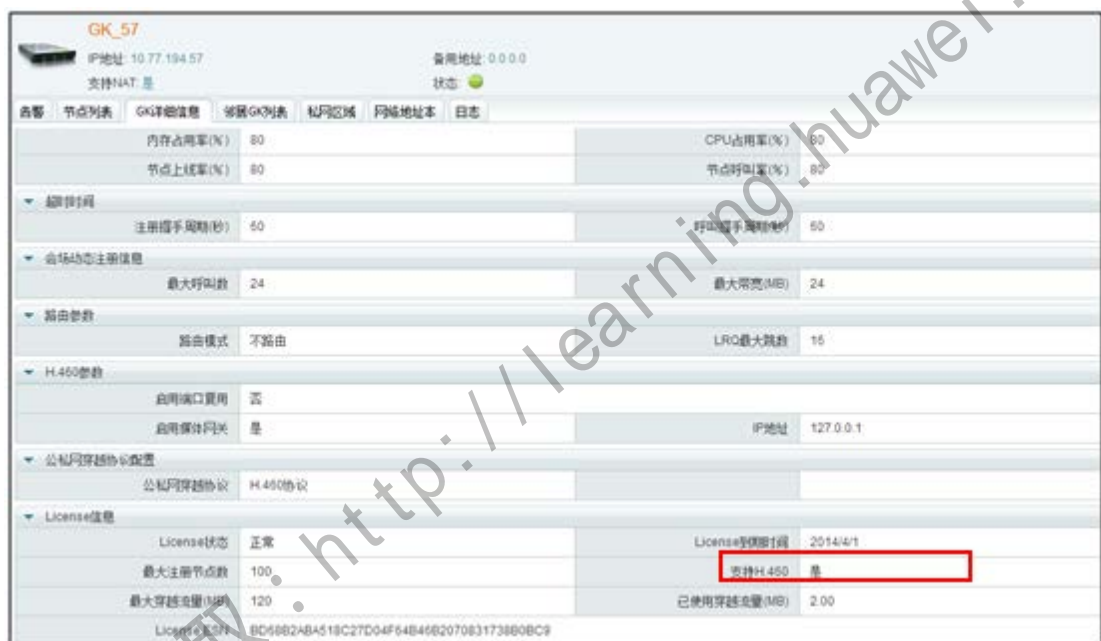 GK_57
IP地址: 10.77.194.57 备用地址: 0.0.0.0
支持NAT: 是 状态:
告警 节点列表 GK详细信息 邻居GK列表 私网区域 网络地址本 日志
内存占用率(%) 80 CPU占用率(%) 80
节点上线率(%) 80 节点呼叫率(%) 80
超时时间
注册握手周期(秒) 60 呼叫握手周期(秒) 60
会场动态注册信息
最大呼叫数 24 最大带宽(MB) 24
路由参数
路由模式 不路由 LRQ最大跳数 16
H.460参数
启用端口复用 否
启用媒体网关 是 IP地址 127.0.0.1
公私网穿越协议配置
公私网穿越协议 H.460协议
License信息
License状态 正常 License到期时间 2014/4/1
最大注册节点数 100 支持H.460 是
最大穿越流量(MB) 120 已使用穿越流量(MB) 2.00
License ESN BD68B2ABA518C27D04F64B46B2070831738B0BC9
http://learning.huawei.